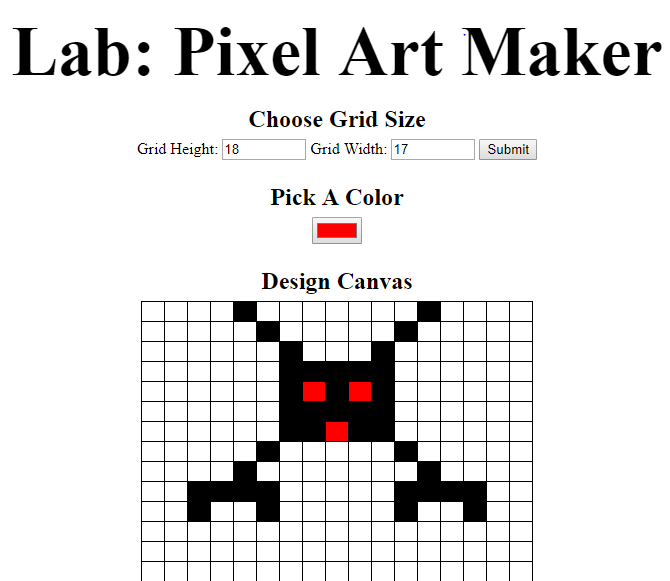 Lab: Pixel Art Maker
Choose Grid Size
Grid Height: 18 Grid Width: 17 Submit
Pick A Color
Design Canvas